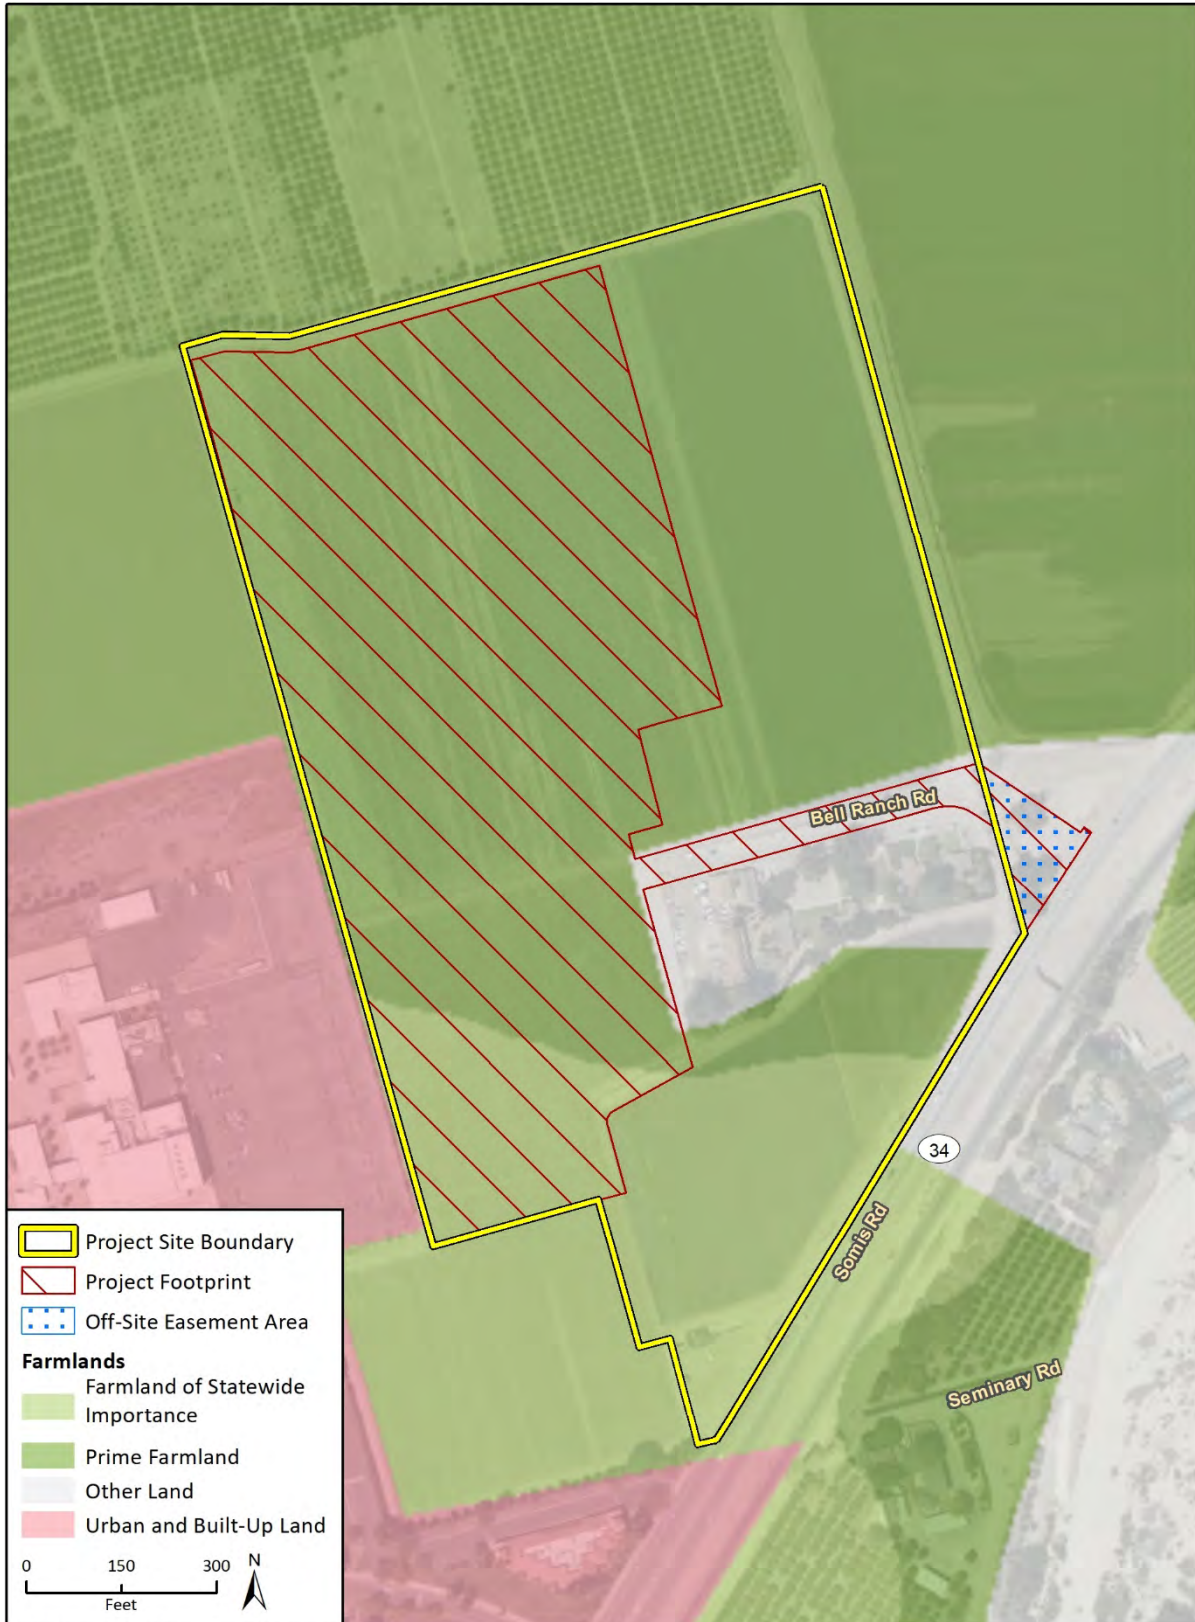 Bell Ranch Rd
34
Somis Rd
Seminary Rd
Project Site Boundary
Project Footprint
Off-Site Easement Area
Farmlands
Farmland of Statewide
Importance
Prime Farmland
Other Land
Urban and Built-Up Land
0 150 300
Feet
N